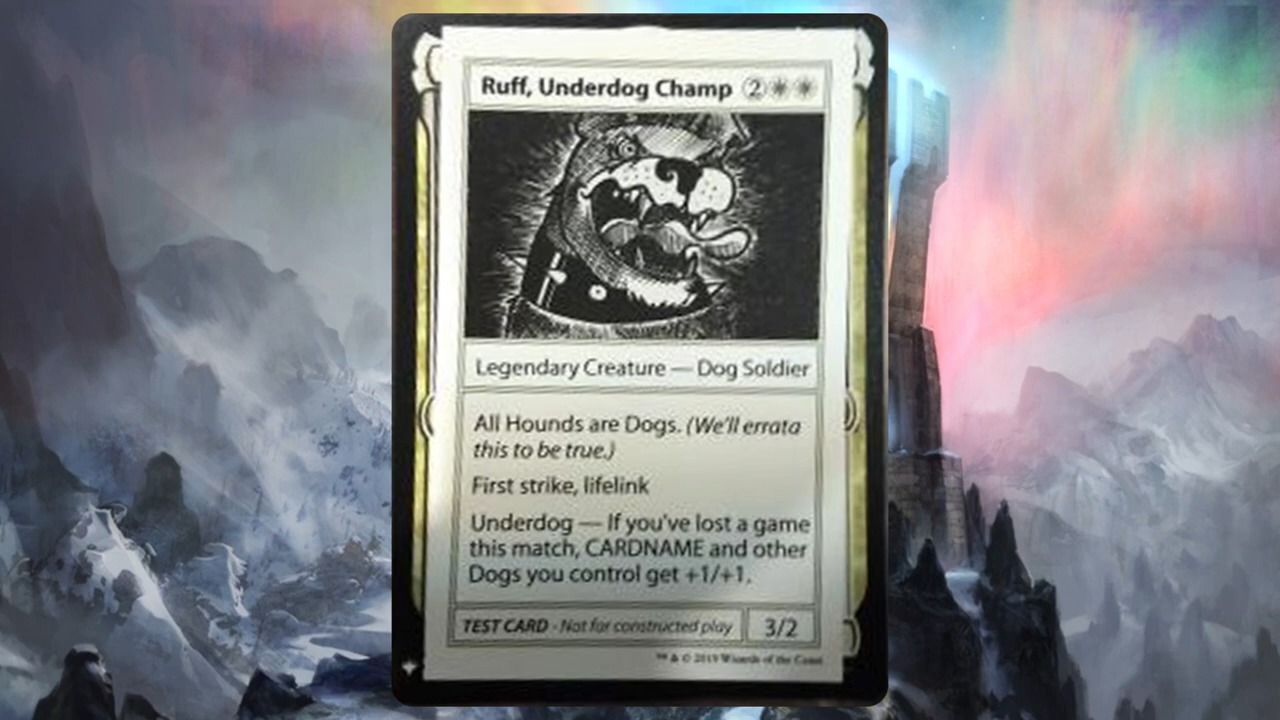 Ruff, Underdog Champ 2
Legendary Creature — Dog Soldier
All Hounds are Dogs. (We'll errata
this to be true.)
First strike, lifelink
Underdog — If you've lost a game
this match, CARDNAME and other
Dogs you control get +1/+1.
TEST CARD - Not for constructed play
3/2
™ & © 2019 Wizards of the Coast